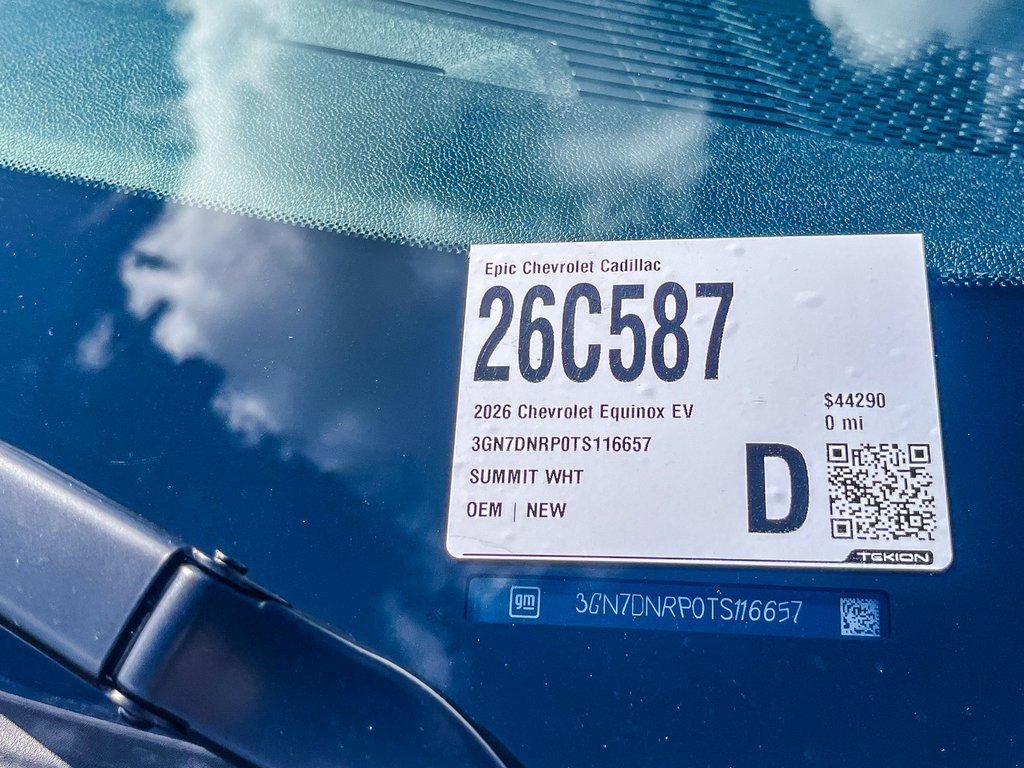 Epic Chevrolet Cadillac
26C587
2026 Chevrolet Equinox EV
$44290
0 mi
3GN7DNRP0TS116657
SUMMIT WHT
D
OEM | NEW
TEKION
gm 3GN7DNRP0TS116657